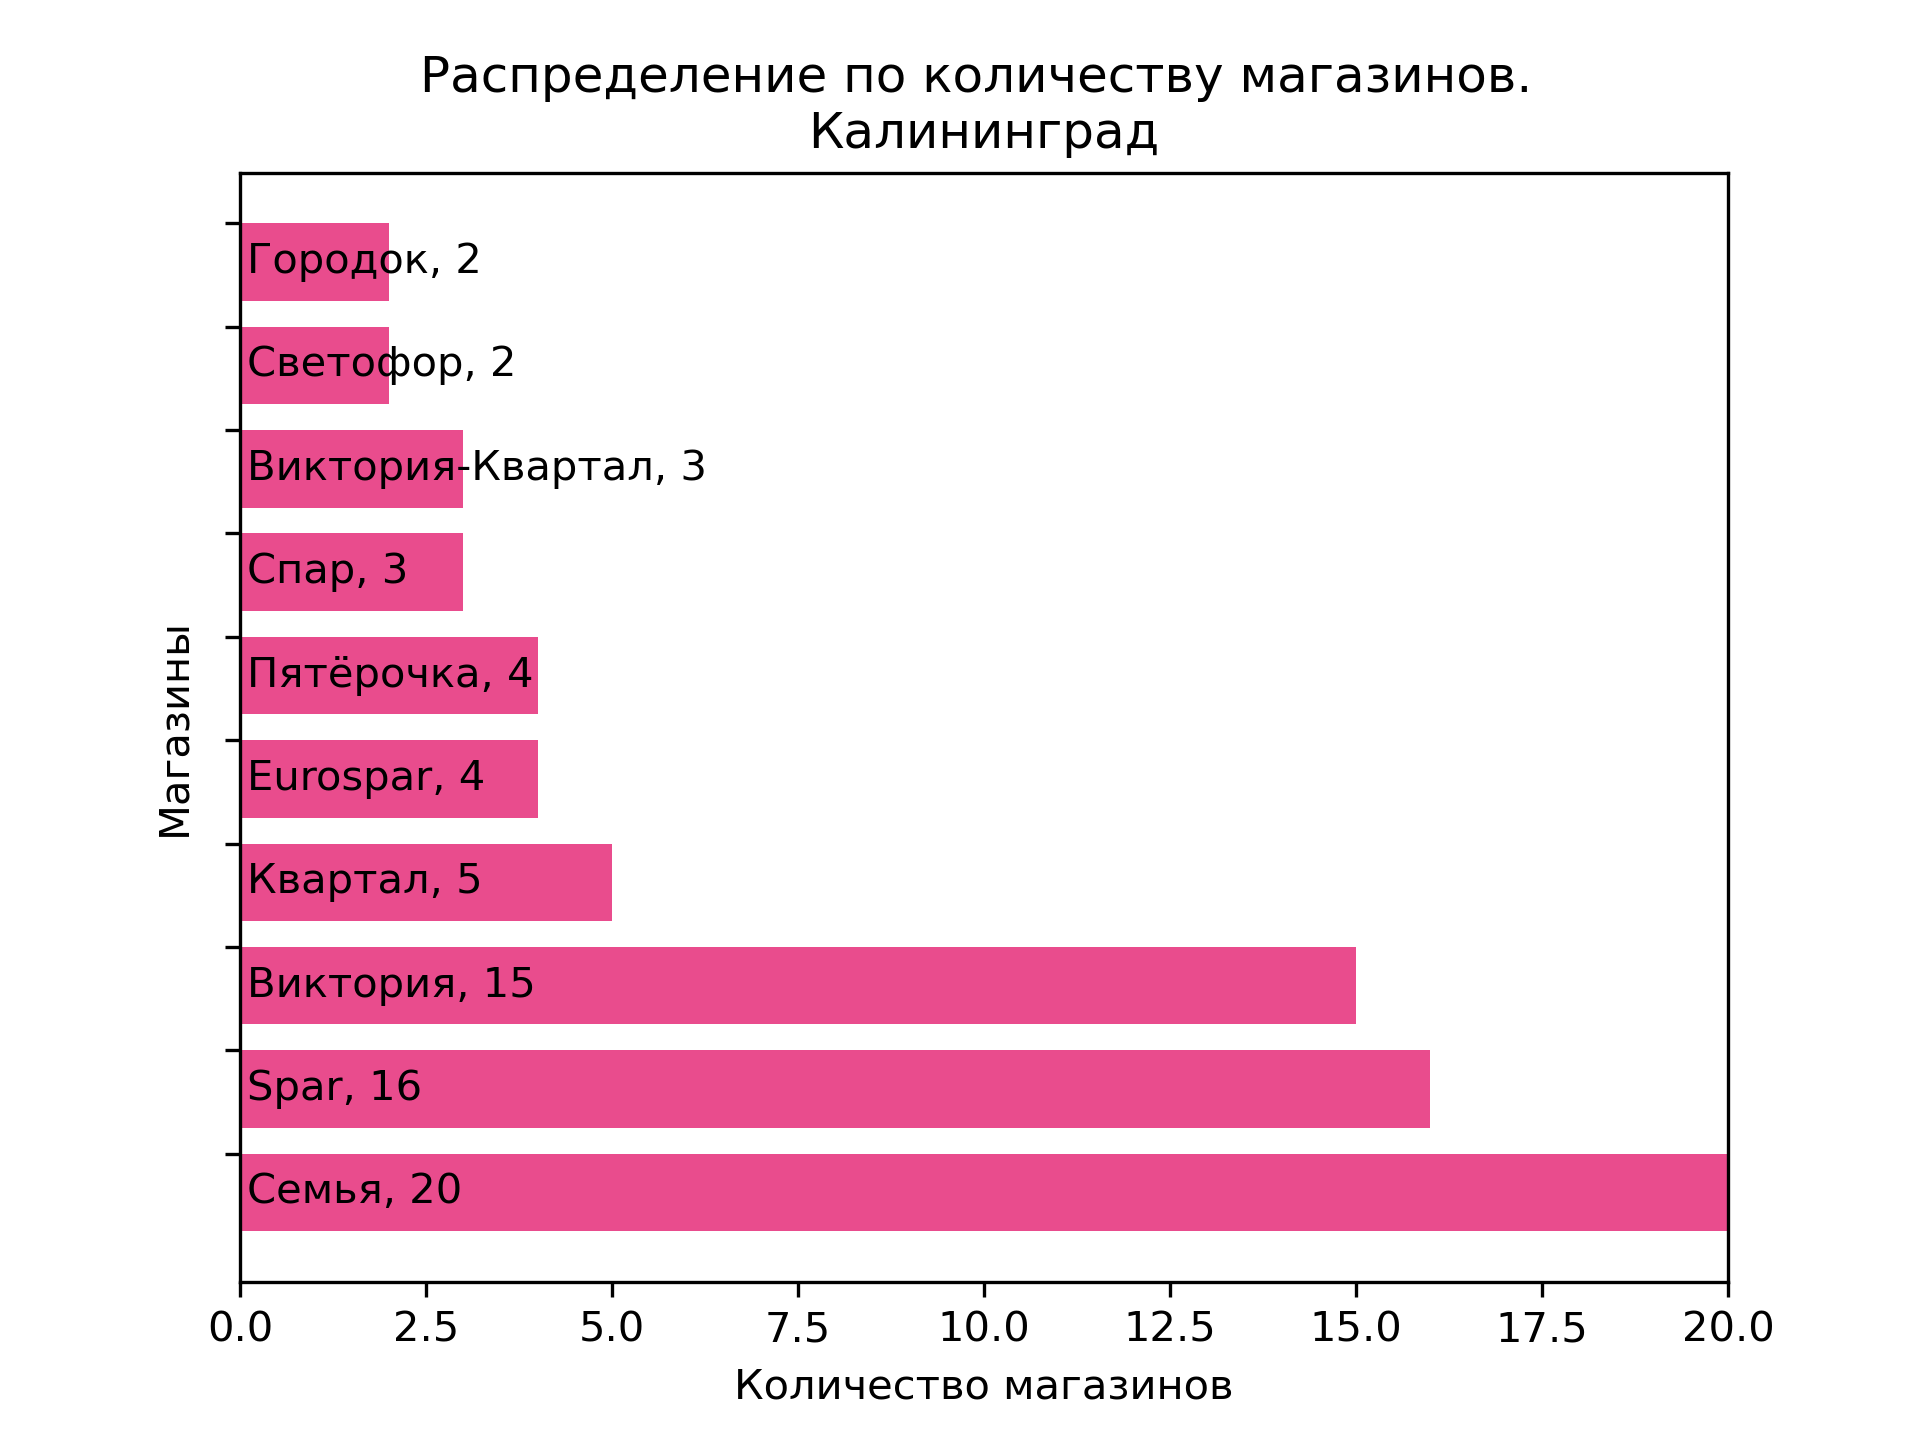 Распределение по количеству магазинов.
Калининград
Городок, 2
Светофор, 2
Виктория-Квартал, 3
Спар, 3
Пятёрочка, 4
Eurospar, 4
Квартал, 5
Виктория, 15
Spar, 16
Семья, 20
Магазины
0.0 2.5 5.0 7.5 10.0 12.5 15.0 17.5 20.0
Количество магазинов